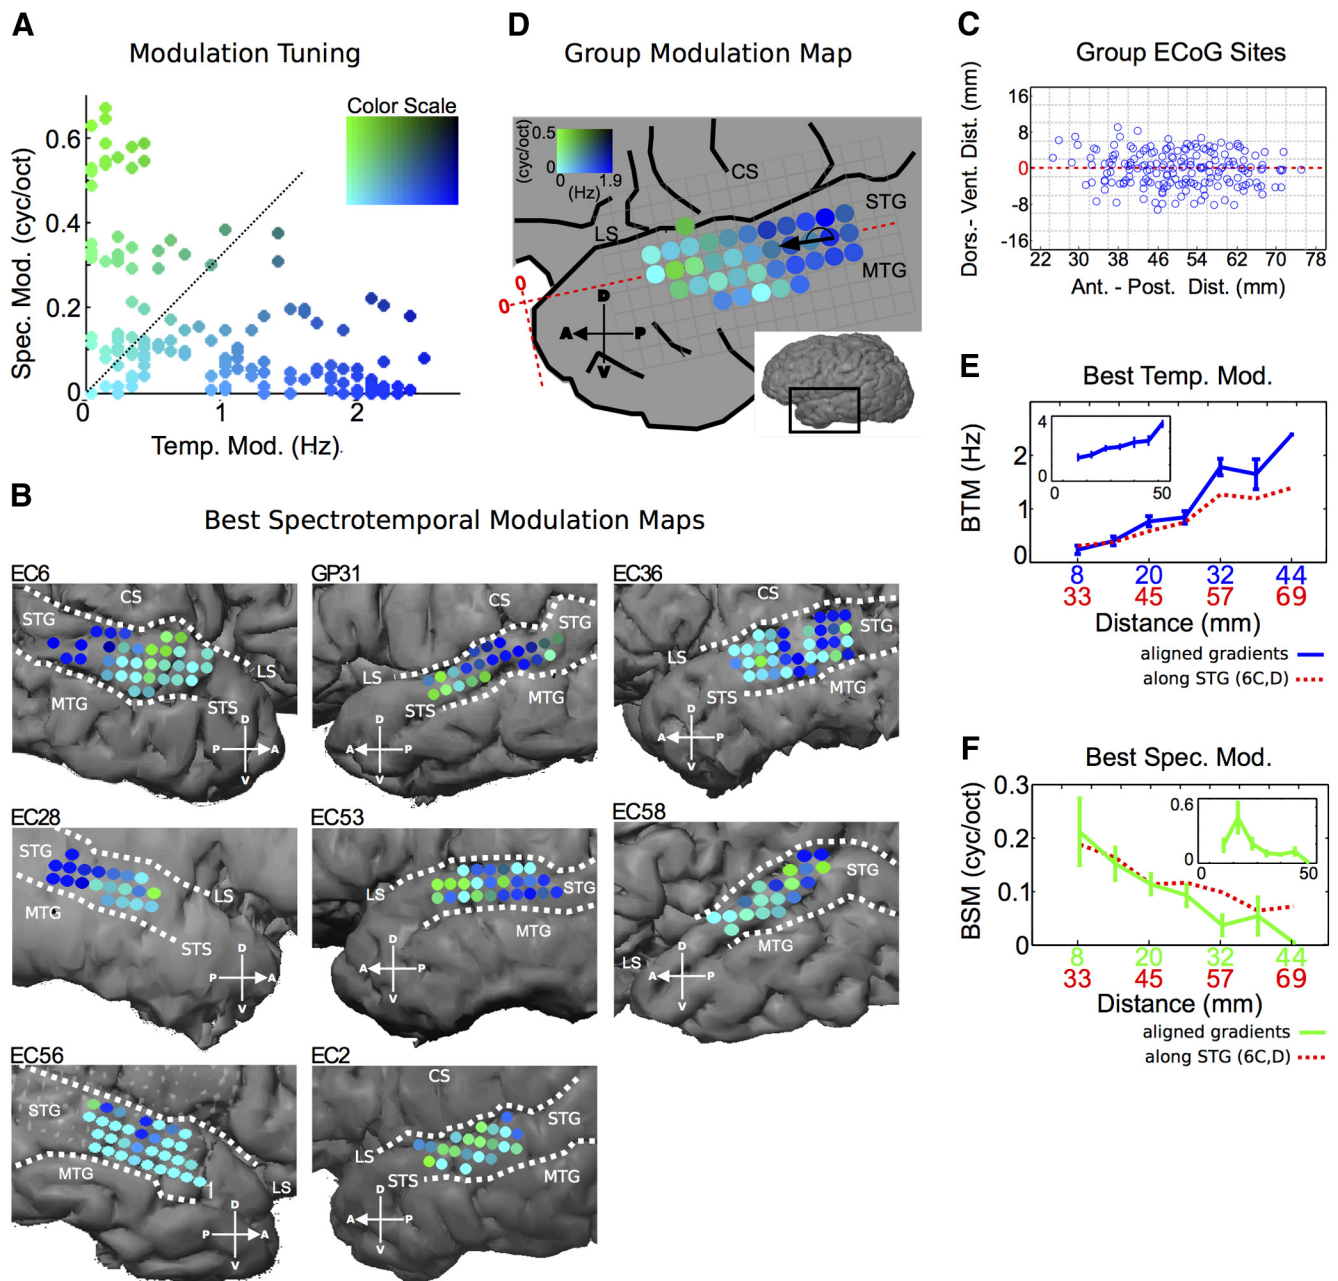 A
Modulation Tuning
Color Scale
Spec. Mod. (cyc/oct)
0.6
0.4
0.2
0
0
1
2
Temp. Mod. (Hz)
D
Group Modulation Map
0.5
0
(cyc/oct)
0
1.9
(Hz)
CS
STG
LS
MTG
0
0
D
A
P
V
C
Group ECoG Sites
Dors.- Vent. Dist. (mm)
16
8
0
-8
-16
22 30 38 46 54 62 70 78
Ant. - Post. Dist. (mm)
E
Best Temp. Mod.
BTM (Hz)
2
1
0
4
0
0
50
8 20 32 44
33 45 57 69
Distance (mm)
aligned gradients
along STG (6C,D)
F
Best Spec. Mod.
BSM (cyc/oct)
0.3
0.2
0.1
0
0.6
0
0
50
8 20 32 44
33 45 57 69
Distance (mm)
aligned gradients
along STG (6C,D)
B
Best Spectrotemporal Modulation Maps
EC6
CS
STG
LS
MTG
STS
D
P
A
V
GP31
CS
STG
LS
STS
MTG
D
A
P
V
EC36
CS
STG
LS
STS
MTG
D
A
P
V
EC28
STG
LS
MTG
STS
D
P
A
V
EC53
LS
STG
MTG
D
A
P
V
EC58
STG
MTG
LS
D
A
P
V
EC56
STG
MTG
LS
D
P
A
V
EC2
CS
STG
LS
STS
MTG
D
A
P
V